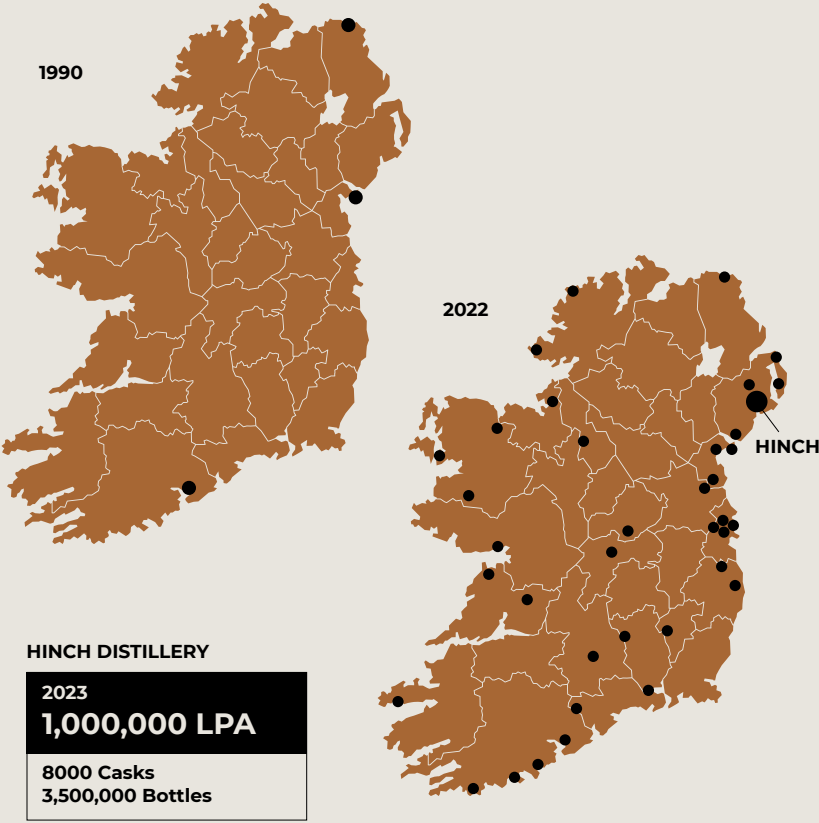 1990
2022
HINCH
HINCH DISTILLERY
2023
1,000,000 LPA
8000 Casks
3,500,000 Bottles